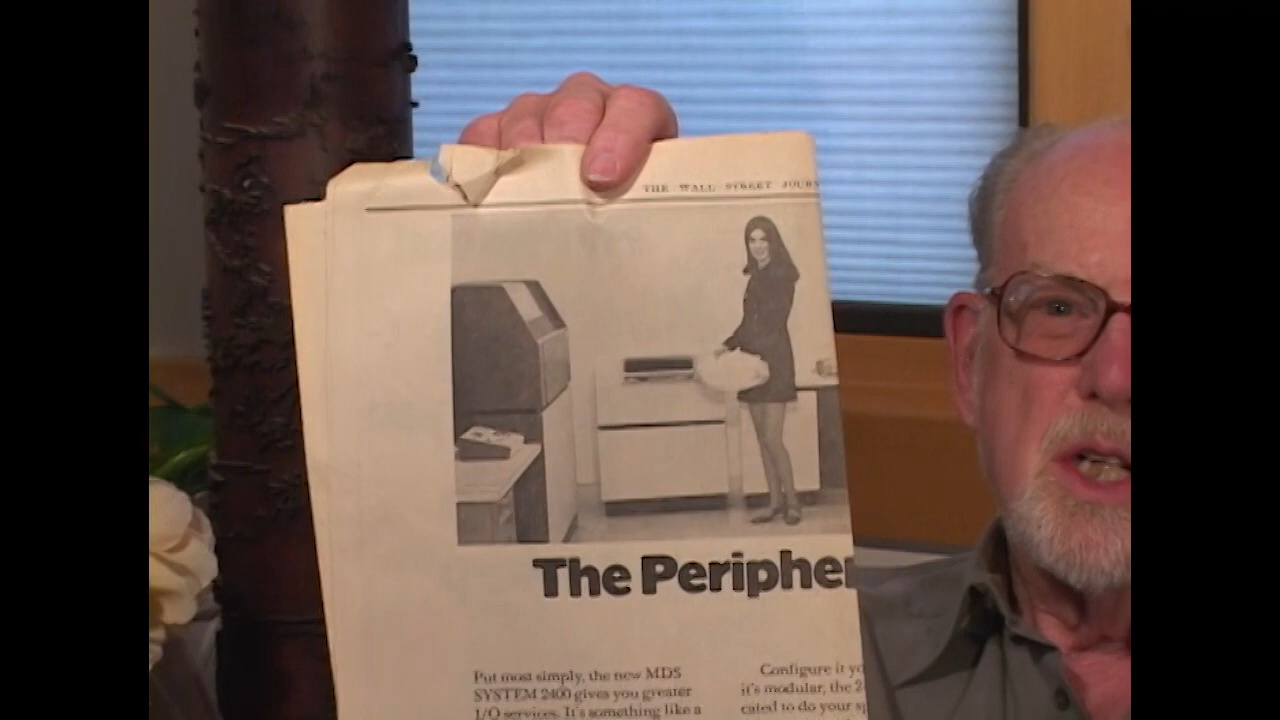 THE WALL STREET JOUR
The Peripher
Put most simply, the new MDS
SYSTEM 2400 gives you greater
I/O services. It's something like a
Configure it yo
it's modular, the 2
cated to do your sp